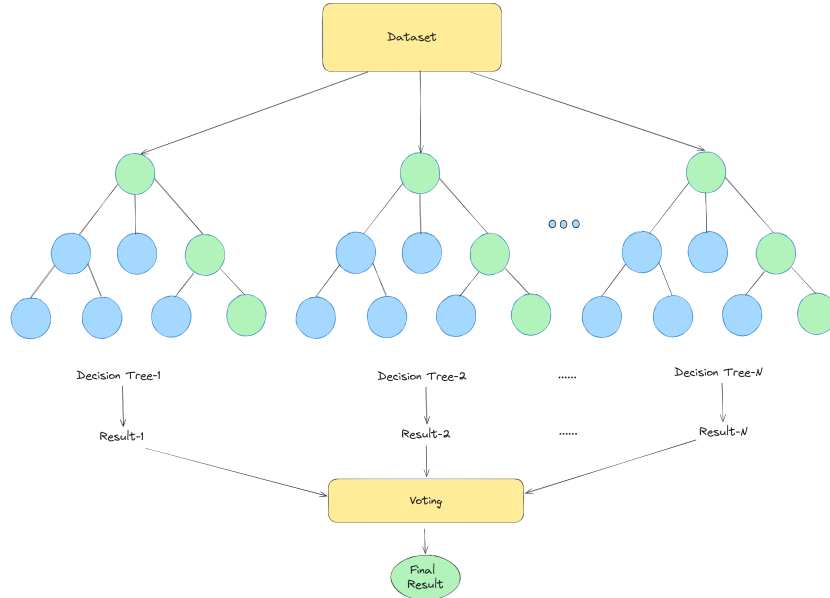 Dataset
Decision Tree-1
Decision Tree-2
......
Decision Tree-N
Result-1
Result-2
......
Result-N
Voting
Final
Result